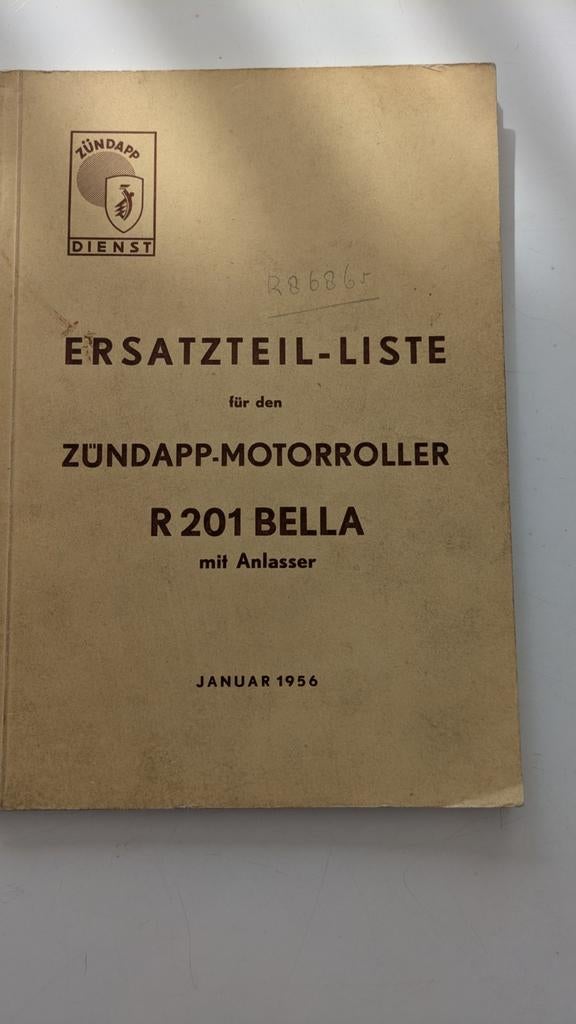 ZÜNDAPP
DIENST
R86865
ERSATZTEIL-LISTE
für den
ZÜNDAPP-MOTORROLLER
R 201 BELLA
mit Anlasser
JANUAR 1956